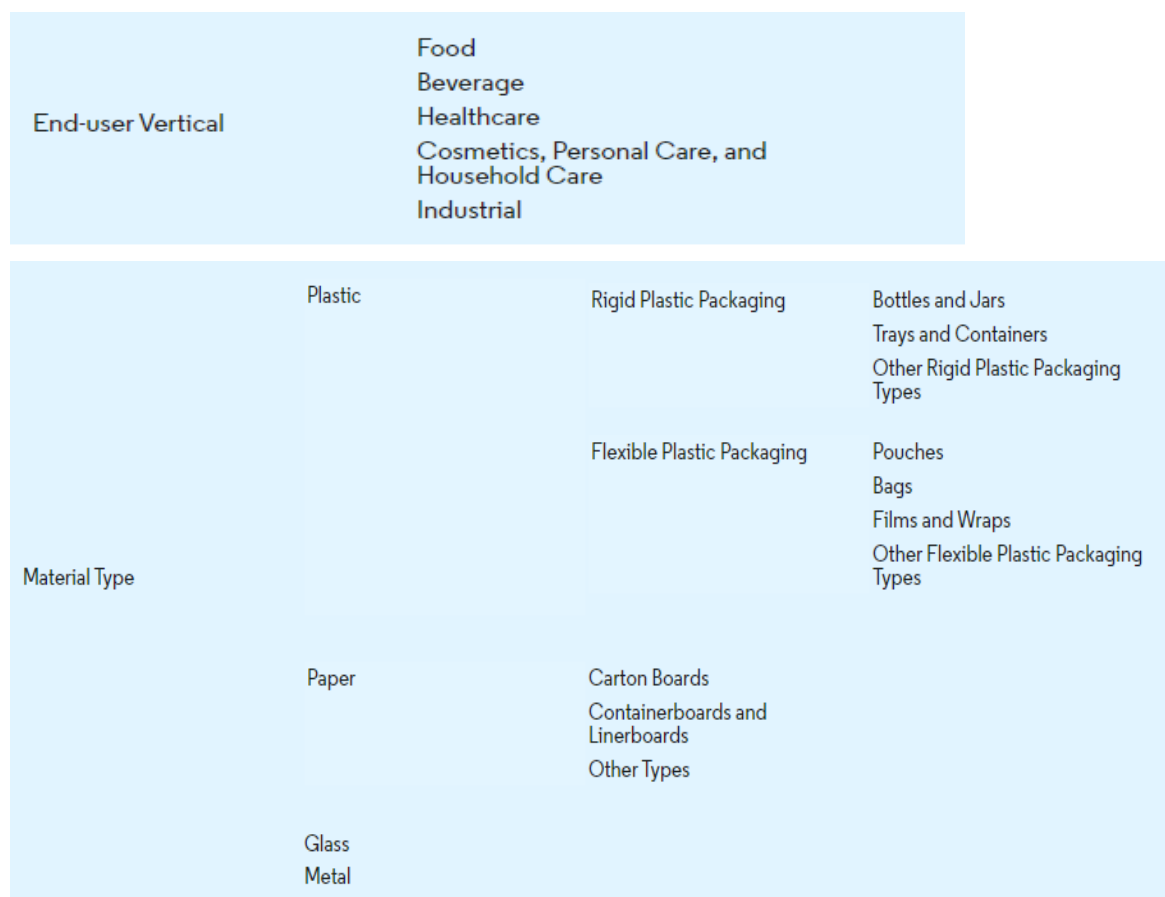 End-user Vertical
Food
Beverage
Healthcare
Cosmetics, Personal Care, and
Household Care
Industrial
Material Type
Plastic
Rigid Plastic Packaging
Bottles and Jars
Trays and Containers
Other Rigid Plastic Packaging
Types
Flexible Plastic Packaging
Pouches
Bags
Films and Wraps
Other Flexible Plastic Packaging
Types
Paper
Carton Boards
Containerboards and
Linerboards
Other Types
Glass
Metal